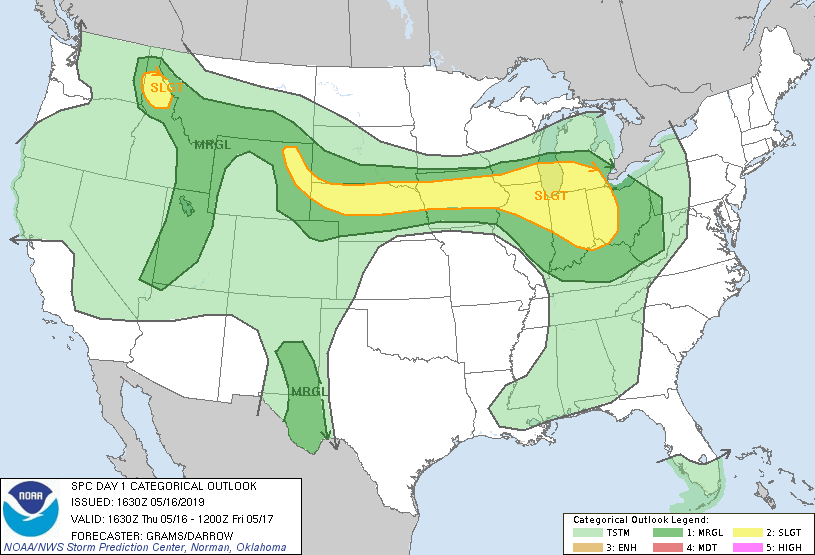 SLGT
MRGL
SLGT
MRGL
NOAA
SPC DAY 1 CATEGORICAL OUTLOOK
ISSUED: 1630Z 05/16/2019
VALID: 1630Z Thu 05/16 - 1200Z Fri 05/17
FORECASTER: GRAMS/DARROW
NOAA/NWS Storm Prediction Center, Norman, Oklahoma
Categorical Outlook Legend:
TSTM 1: MRGL 2: SLGT
3: ENH 4: MDT 5: HIGH